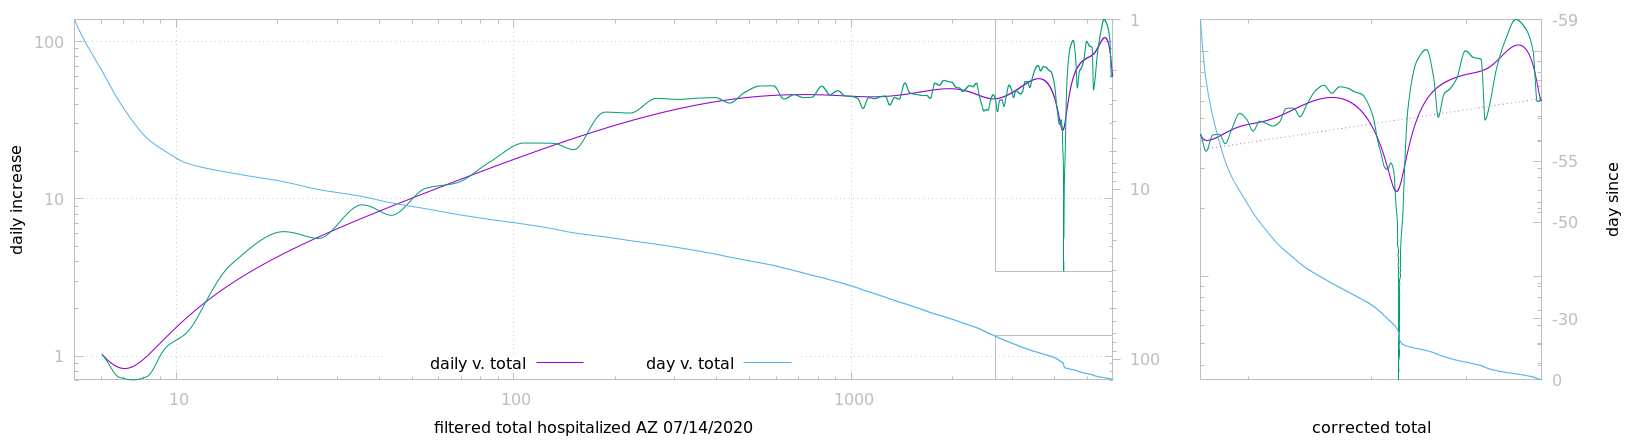 100
10
1
daily increase
10
100
1000
1
10
100
daily v. total
day v. total
filtered total hospitalized AZ 07/14/2020
-59
-55
-50
-30
0
day since
corrected total